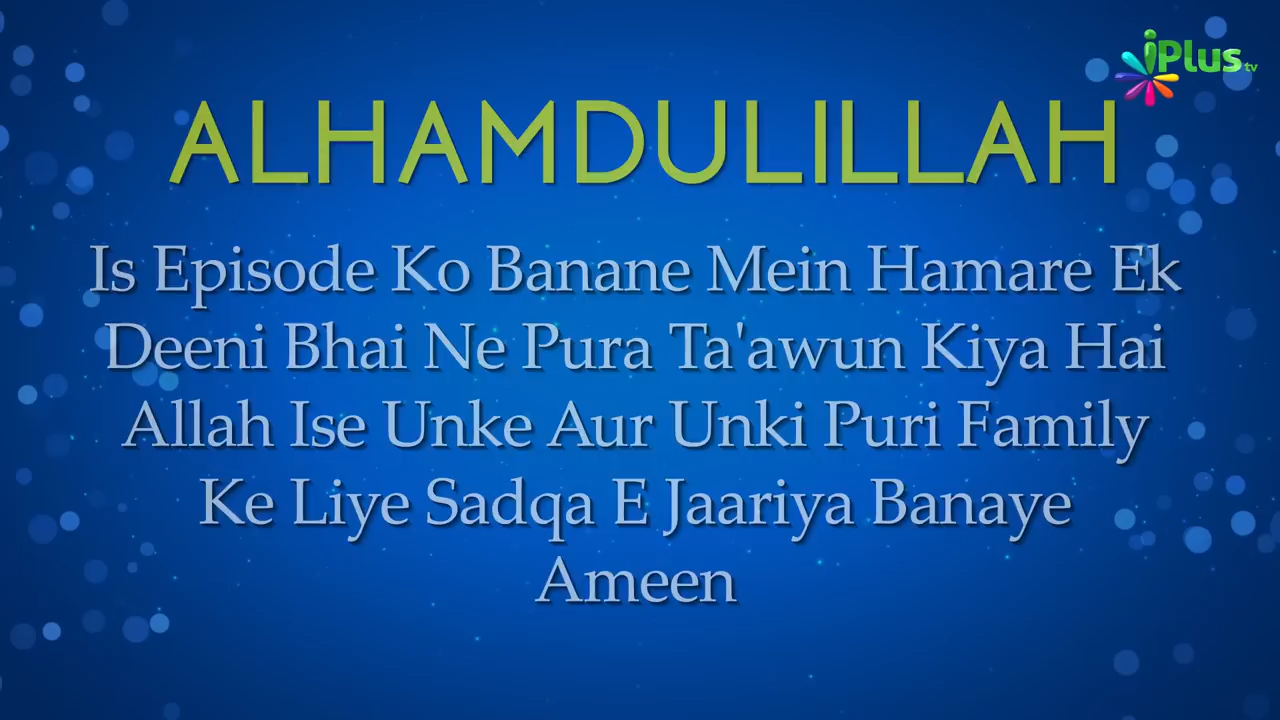 iPlus tv
ALHAMDULILLAH
Is Episode Ko Banane Mein Hamare Ek
Deeni Bhai Ne Pura Ta'awun Kiya Hai
Allah Ise Unke Aur Unki Puri Family
Ke Liye Sadqa E Jaariya Banaye
Ameen